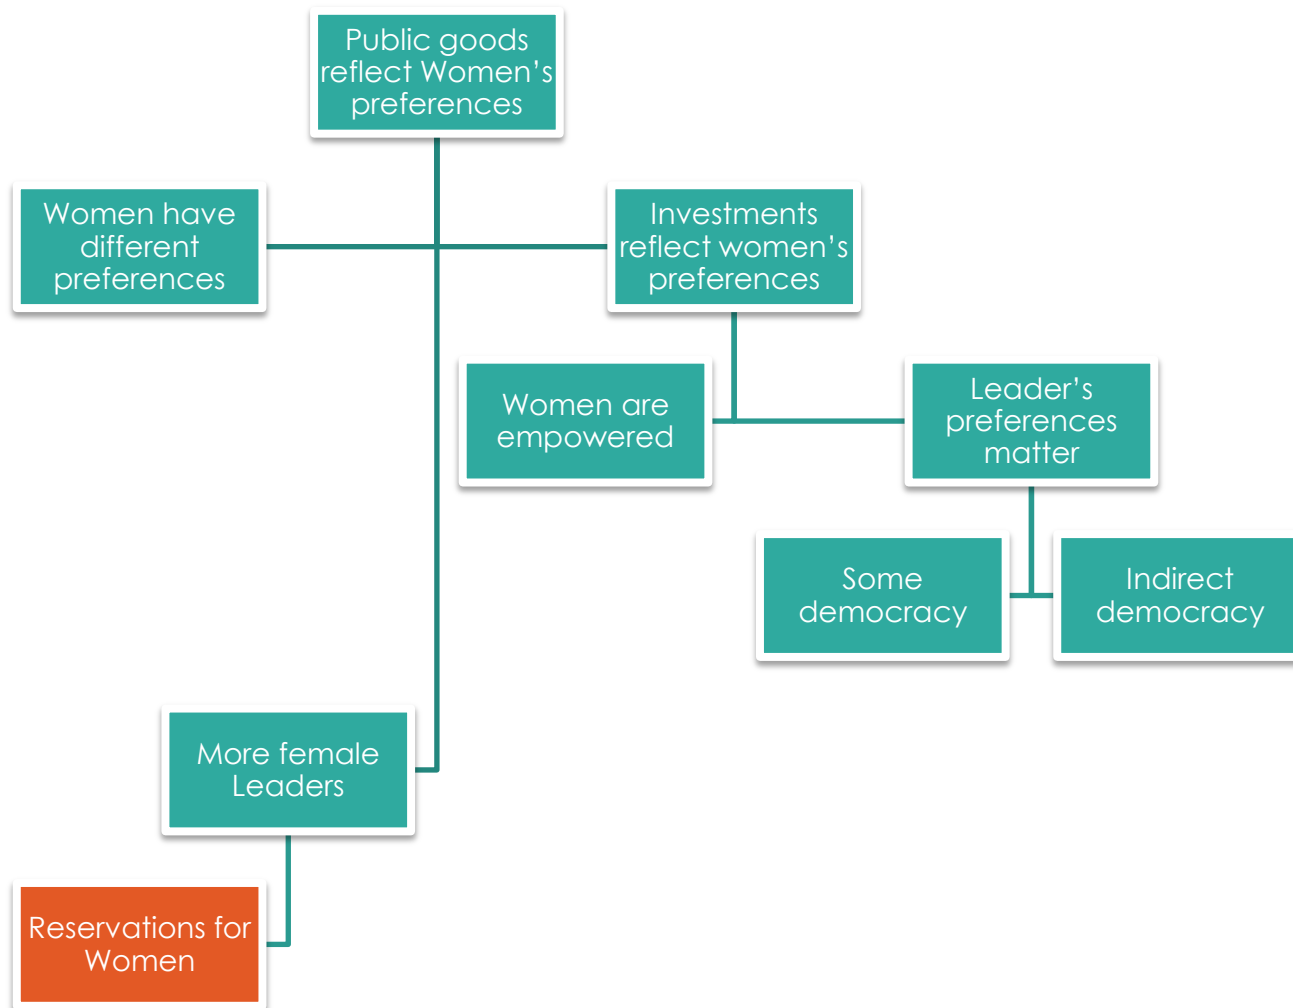 Public goods
reflect Women’s
preferences
Women have
different
preferences
Investments
reflect women’s
preferences
Women are
empowered
Leader’s
preferences
matter
Some
democracy
Indirect
democracy
More female
Leaders
Reservations for
Women